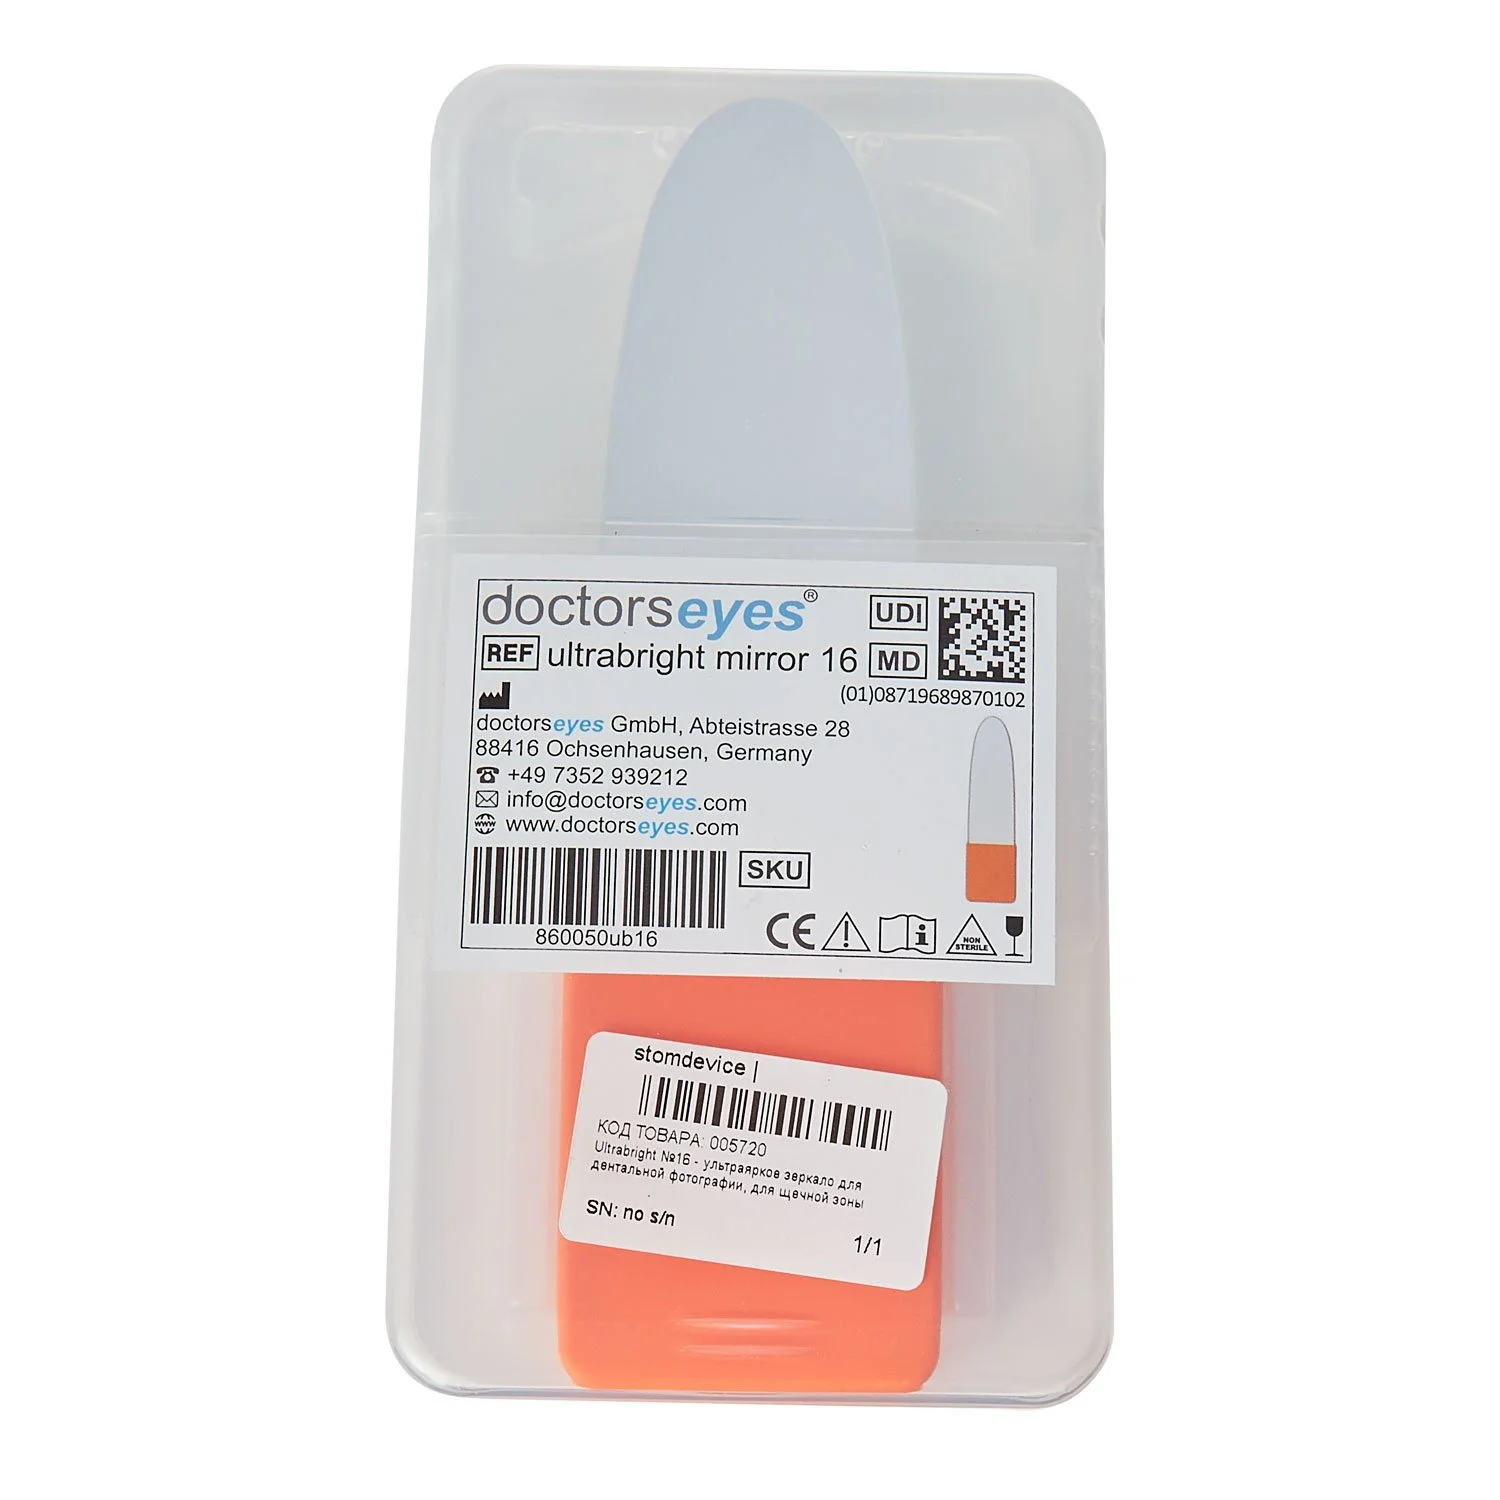 doctorseyes®
UDI
REF ultrabright mirror 16 MD
(01)08719689870102
doctorseyes GmbH, Abteistrasse 28
88416 Ochsenhausen, Germany
+49 7352 939212
info@doctorseyes.com
www www.doctorseyes.com
SKU
860050ub16
CE
NON
STERILE
stomdevice |
КОД ТОВАРА: 005720
Ultrabright №16 - ультраяркое зеркало для
дентальной фотографии, для щечной зоны
SN: no s/n
1/1